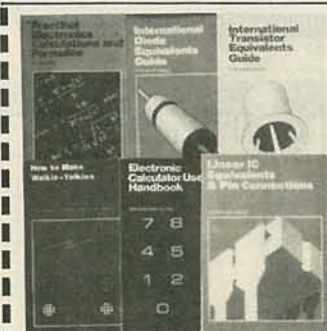 Practical
Electronics
Calculations and
Formulae
International
Diode
Equivalents
Guide
International
Transistor
Equivalents
Guide
How to Make
Walkie-Talkies
Electronic
Calculator Users
Handbook
7 8
4 5
1 2
0
Linear IC
Equivalents
& Pin Connections